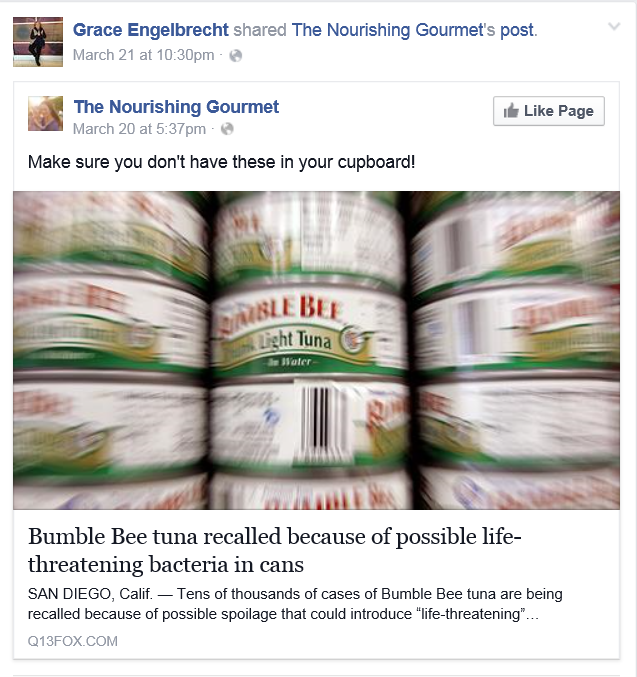 Grace Engelbrecht shared The Nourishing Gourmet's post.
March 21 at 10:30pm ·
The Nourishing Gourmet
March 20 at 5:37pm ·
Like Page
Make sure you don't have these in your cupboard!
BUMBLE BEE
Light Tuna
In Water
Bumble Bee tuna recalled because of possible life-
threatening bacteria in cans
SAN DIEGO, Calif. — Tens of thousands of cases of Bumble Bee tuna are being
recalled because of possible spoilage that could introduce “life-threatening”...
Q13FOX.COM